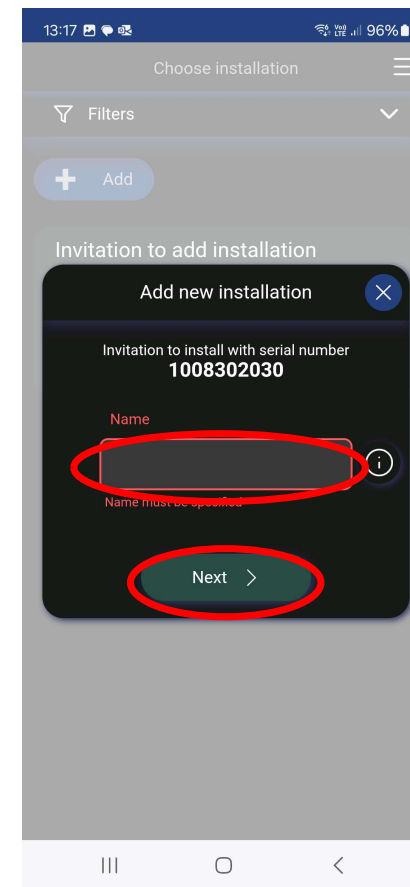 13:17 96%
Choose installation
Filters
Add
Invitation to add installation
Add new installation
Invitation to install with serial number
1008302030
Name
Name must be specified
Next